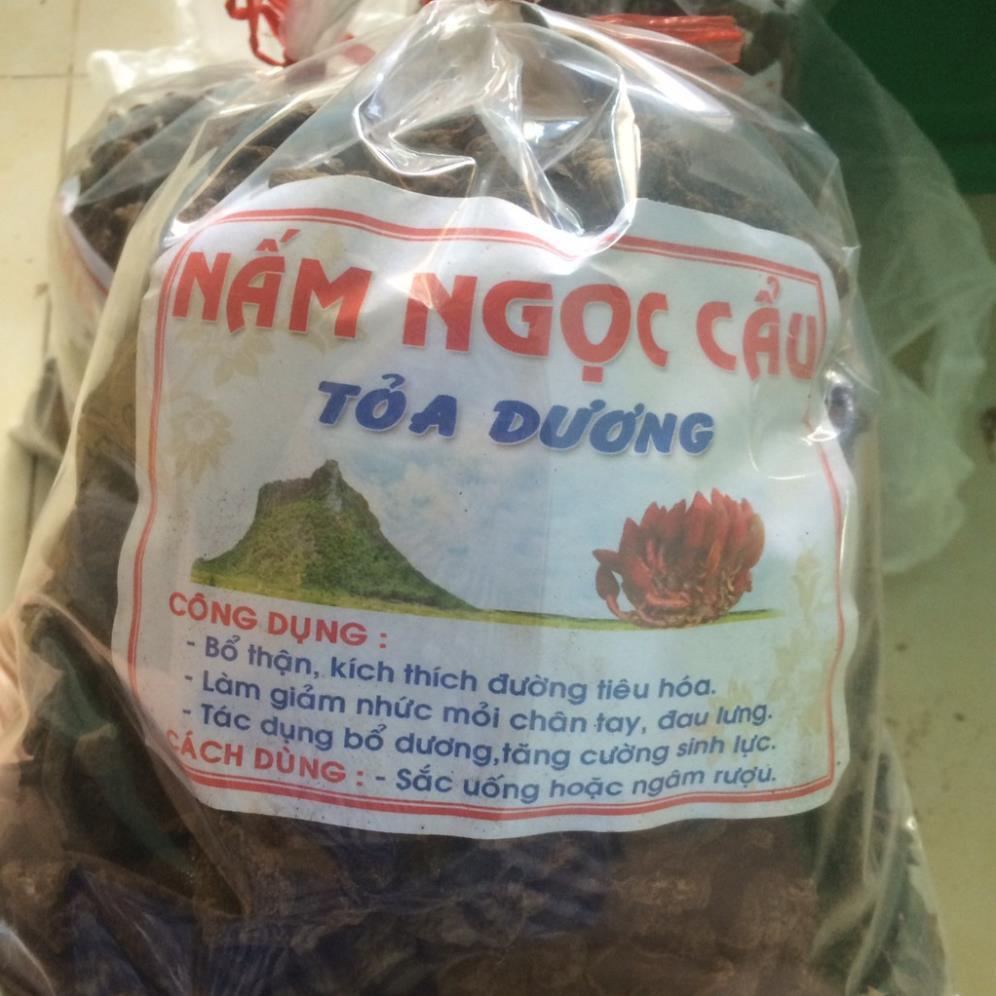 NẤM NGỌC CẨU
TỎA DƯƠNG
CÔNG DỤNG :
- Bổ thận, kích thích đường tiêu hóa.
- Làm giảm nhức mỏi chân tay, đau lưng.
- Tác dụng bổ dương,tăng cường sinh lực.
CÁCH DÙNG : - Sắc uống hoặc ngâm rượu.